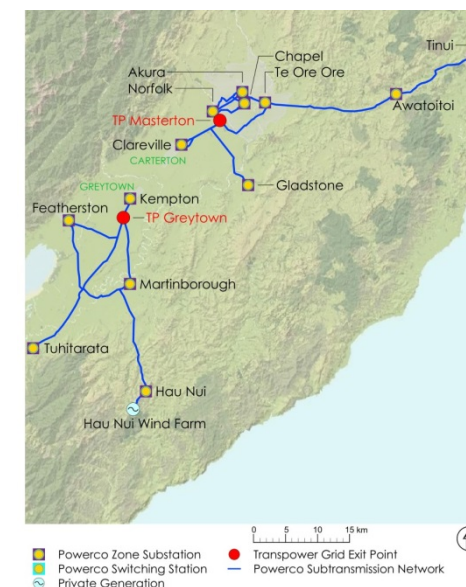 Tinui
Chapel
Akura
Te Ore Ore
Norfolk
TP Masterton
Awatoitoi
Clareville
CARTERTON
GREYTOWN
Kempton
Gladstone
Featherston
TP Greytown
Martinborough
Tuhitarata
Hau Nui
Hau Nui Wind Farm
0 5 10 15 km
Powerco Zone Substation
Transpower Grid Exit Point
Powerco Switching Station
Powerco Subtransmission Network
Private Generation